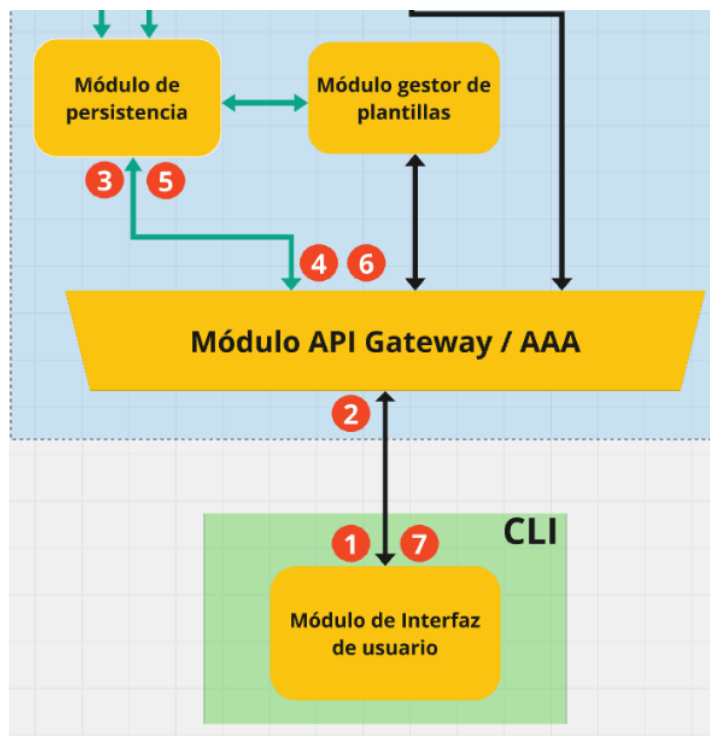 Módulo de
persistencia
Módulo gestor de
plantillas
3 5
4 6
Módulo API Gateway / AAA
2
CLI
1 7
Módulo de Interfaz
de usuario